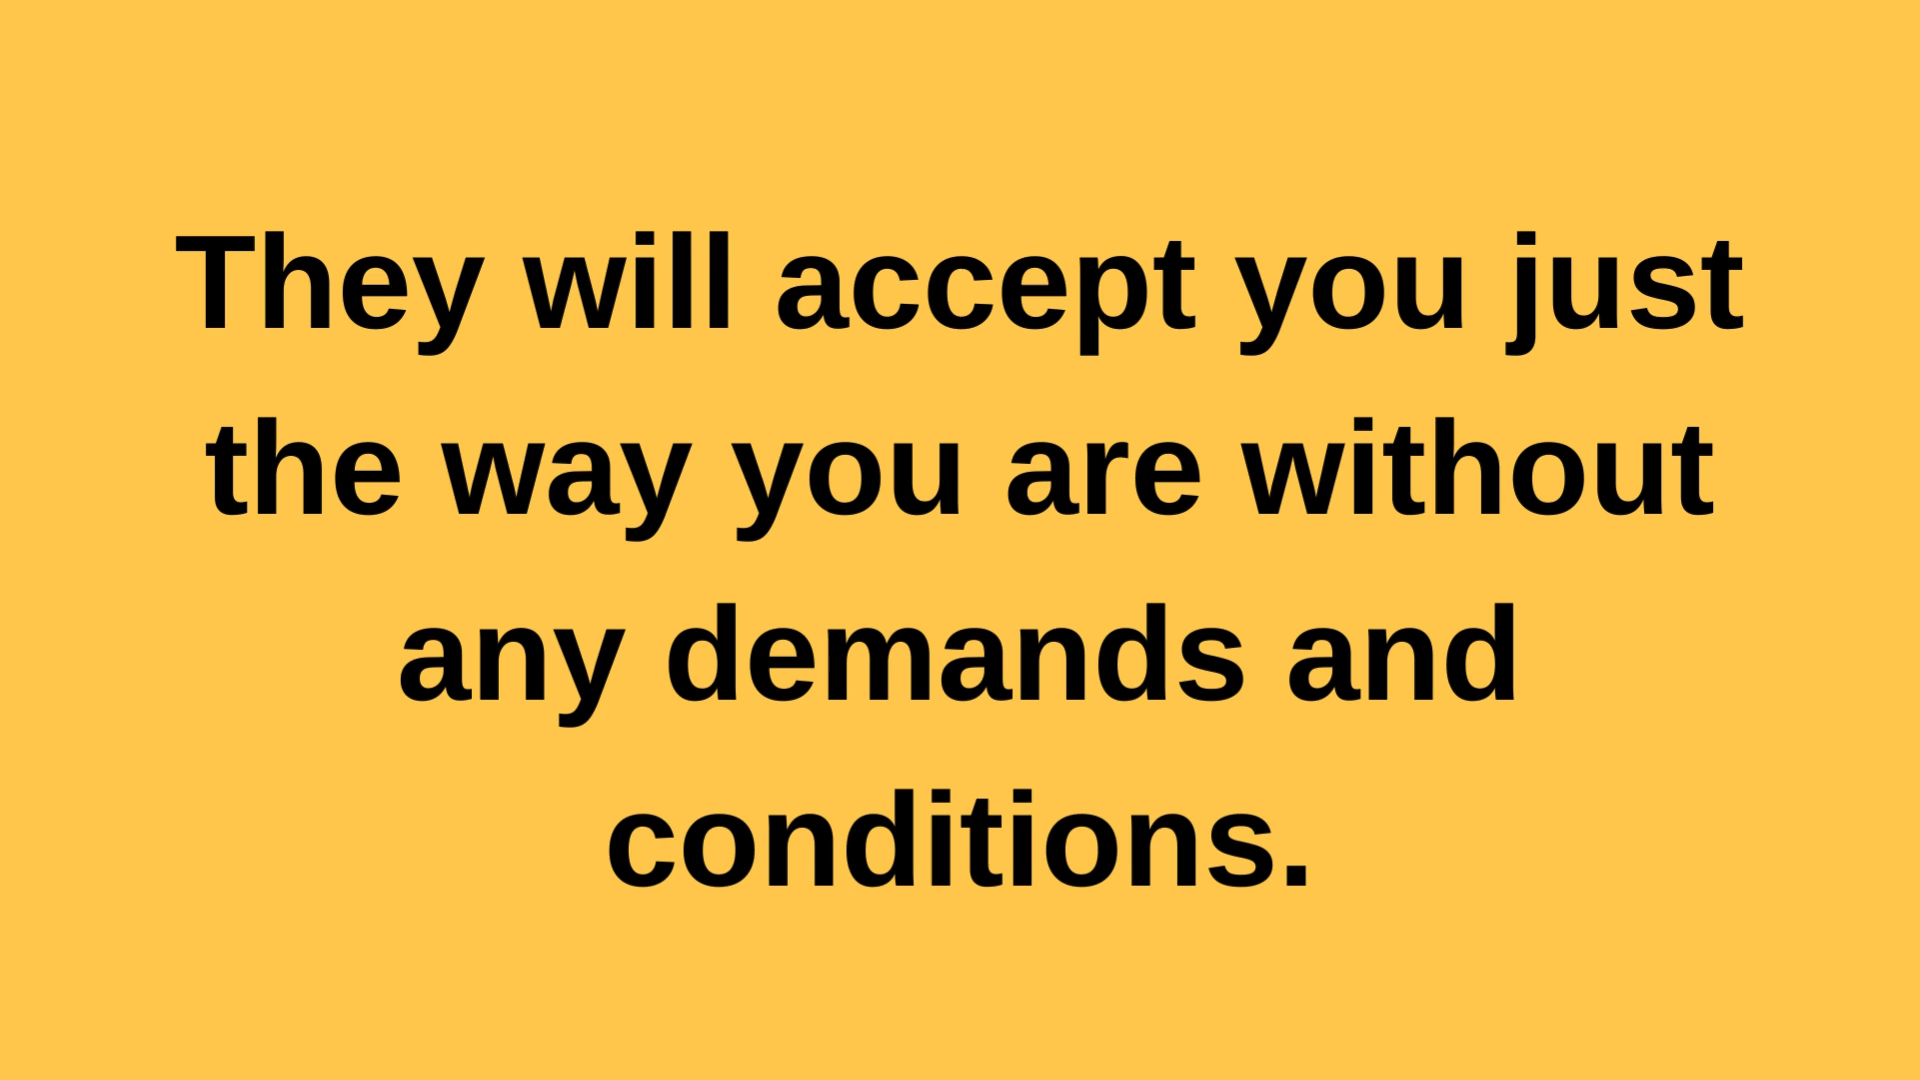 They will accept you just
the way you are without
any demands and
conditions.